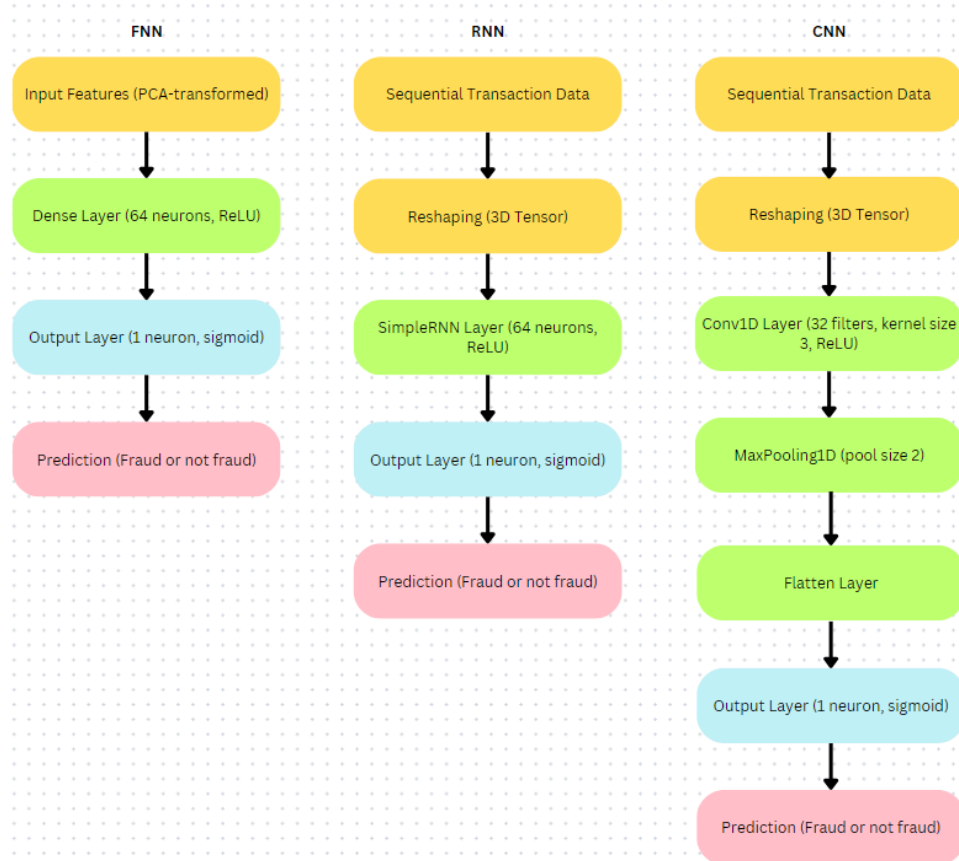 FNN
Input Features (PCA-transformed)
Dense Layer (64 neurons, ReLU)
Output Layer (1 neuron, sigmoid)
Prediction (Fraud or not fraud)
RNN
Sequential Transaction Data
Reshaping (3D Tensor)
SimpleRNN Layer (64 neurons,
ReLU)
Output Layer (1 neuron, sigmoid)
Prediction (Fraud or not fraud)
CNN
Sequential Transaction Data
Reshaping (3D Tensor)
Conv1D Layer (32 filters, kernel size
3, ReLU)
MaxPooling1D (pool size 2)
Flatten Layer
Output Layer (1 neuron, sigmoid)
Prediction (Fraud or not fraud)